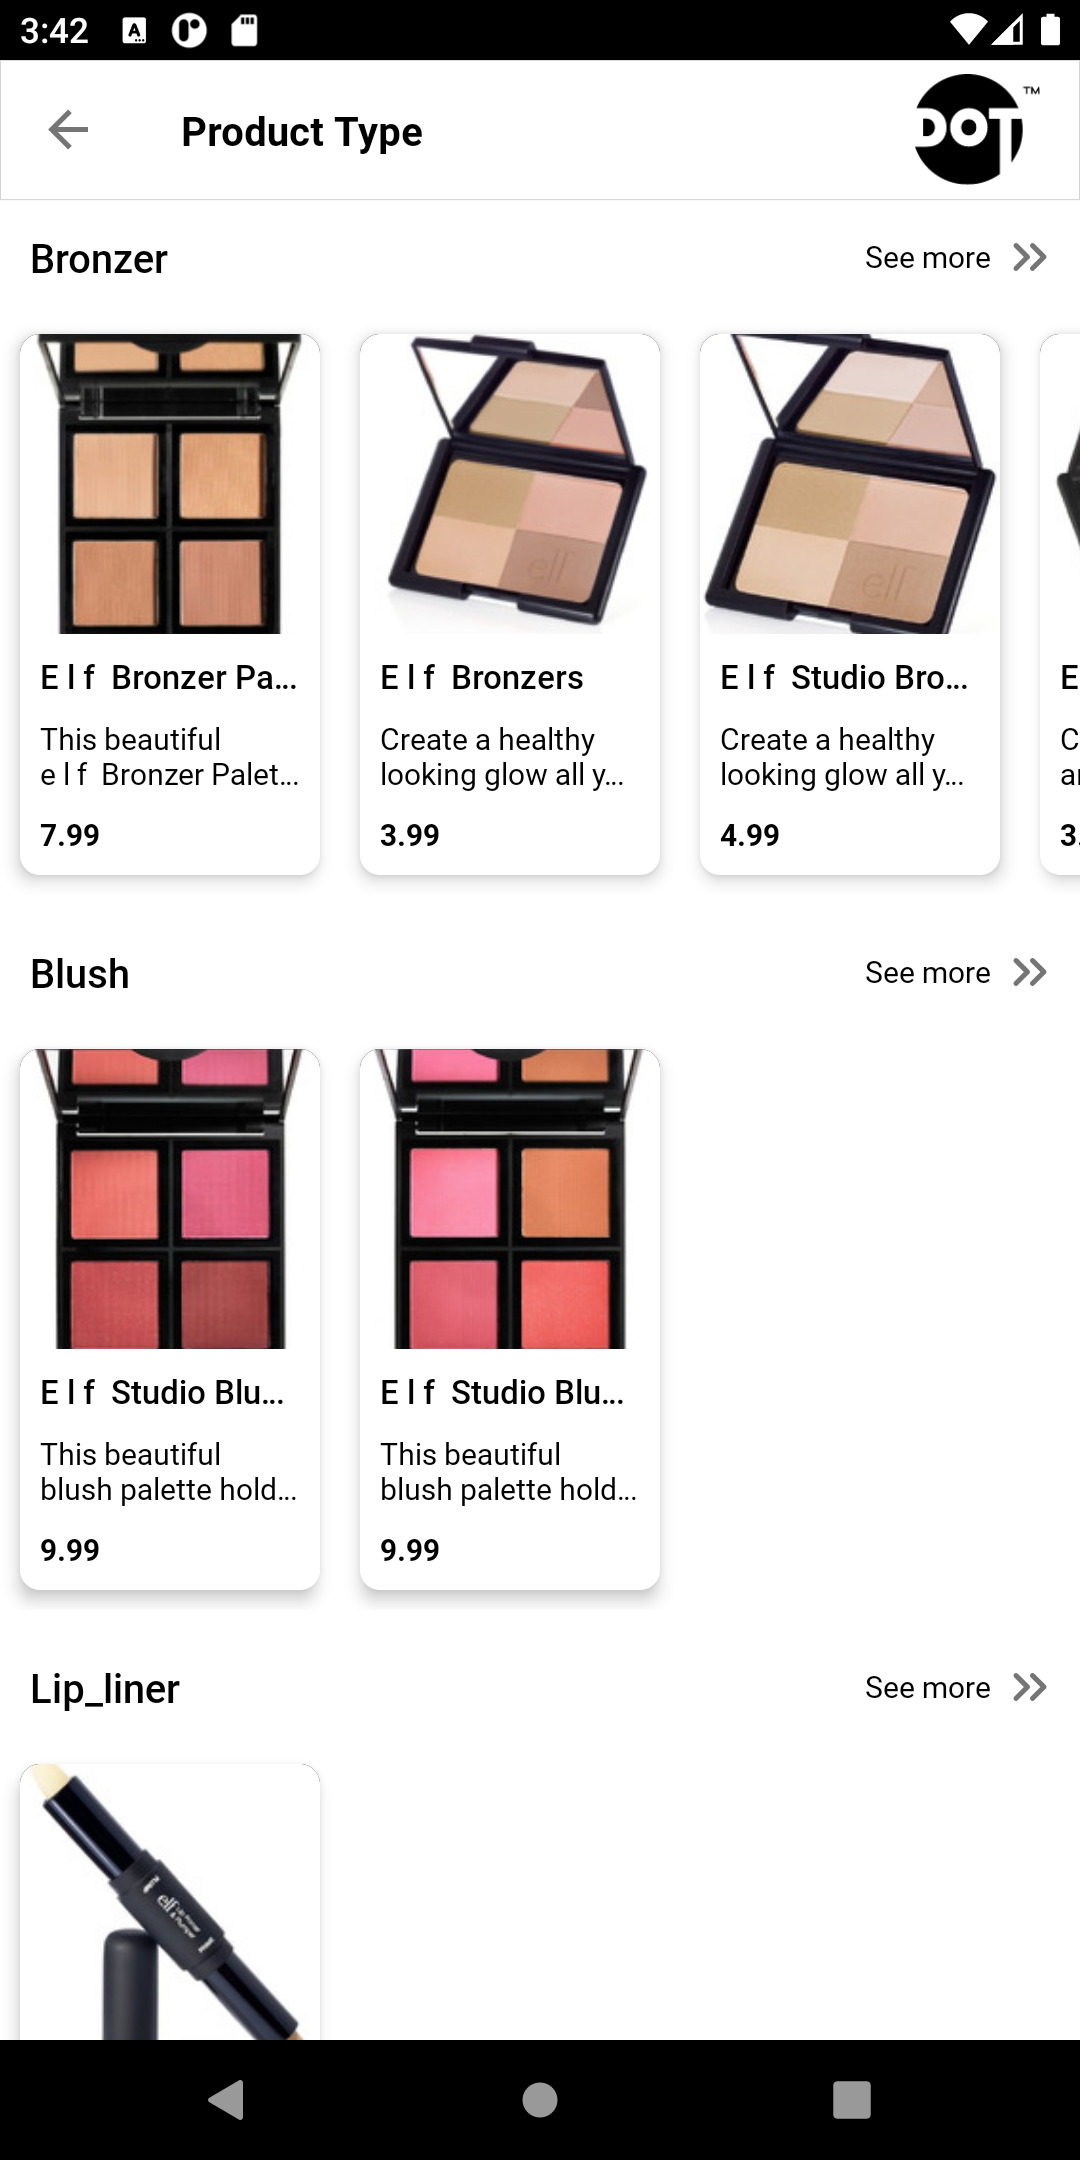 3:42
Product Type
DOT
TM
Bronzer
See more
E l f  Bronzer Pa...
This beautiful
e l f  Bronzer Palet...
7.99
E l f  Bronzers
Create a healthy
looking glow all y...
3.99
E l f  Studio Bro...
Create a healthy
looking glow all y...
4.99
E
C
a
3.
Blush
See more
E l f  Studio Blu...
This beautiful
blush palette hold...
9.99
E l f  Studio Blu...
This beautiful
blush palette hold...
9.99
Lip_liner
See more
elf